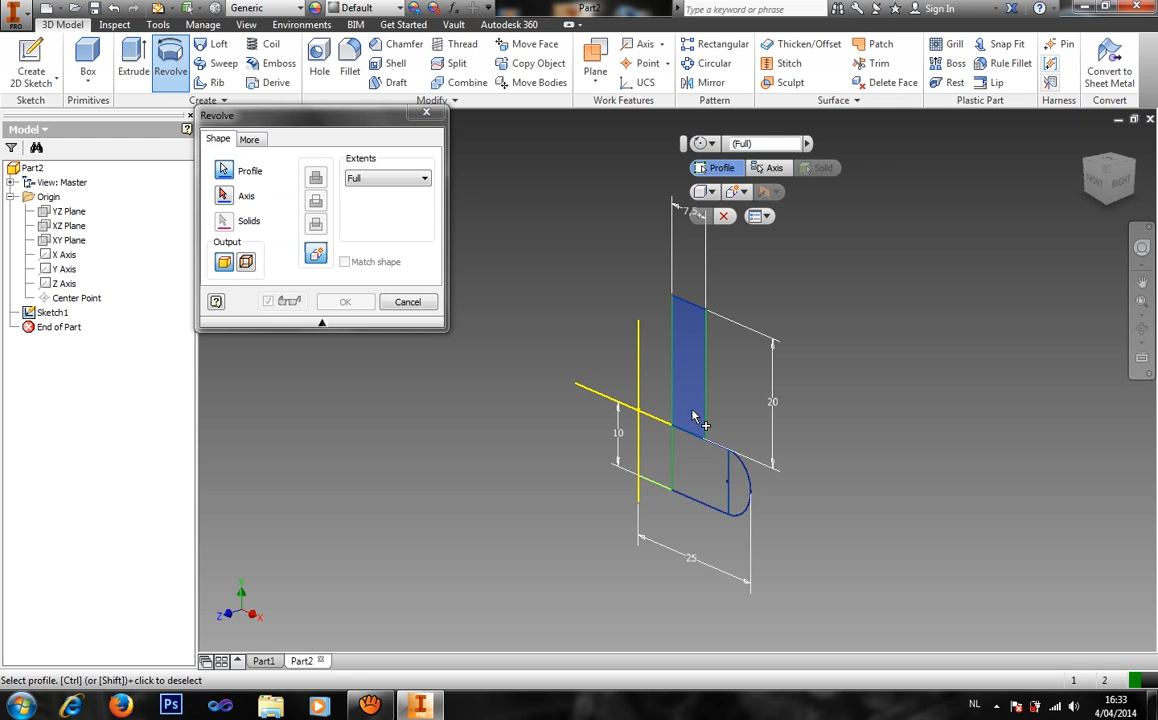 PRO
Generic
Default
Part2
Type a keyword or phrase
Sign In
3D Model
Inspect
Tools
Manage
View
Environments
BIM
Get Started
Vault
Autodesk 360
Create
2D Sketch
Sketch
Box
Primitives
Extrude
Revolve
Loft
Sweep
Rib
Coil
Emboss
Derive
Create
Hole
Fillet
Chamfer
Shell
Draft
Thread
Split
Combine
Move Face
Copy Object
Move Bodies
Modify
Plane
Axis
Point
UCS
Work Features
Rectangular
Circular
Mirror
Pattern
Thicken/Offset
Stitch
Sculpt
Patch
Trim
Delete Face
Surface
Grill
Boss
Rest
Snap Fit
Rule Fillet
Lip
Plastic Part
Pin
Harness
Convert to
Sheet Metal
Convert
Model
Part2
View: Master
Origin
YZ Plane
XZ Plane
XY Plane
X Axis
Y Axis
Z Axis
Center Point
Sketch1
End of Part
Revolve
Shape
More
Profile
Axis
Solids
Output
Extents
Full
Match shape
OK
Cancel
(Full)
Profile
Axis
Solid
7,5
20
10
25
FRONT
RIGHT
Y
Z
X
Part1
Part2
Select profile. [Ctrl] (or [Shift])+click to deselect
1
2
Ps
NL
16:33
4/04/2014